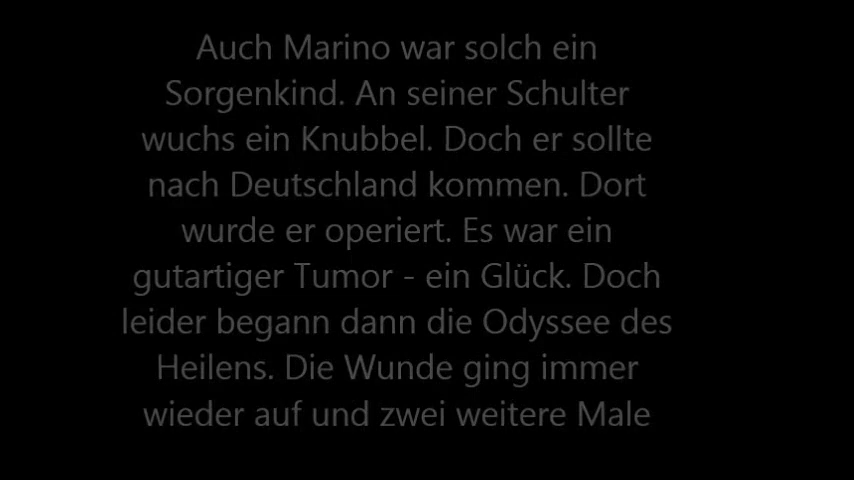 Auch Marino war solch ein
Sorgenkind. An seiner Schulter
wuchs ein Knubbel. Doch er sollte
nach Deutschland kommen. Dort
wurde er operiert. Es war ein
gutartiger Tumor - ein Glück. Doch
leider begann dann die Odyssee des
Heilens. Die Wunde ging immer
wieder auf und zwei weitere Male